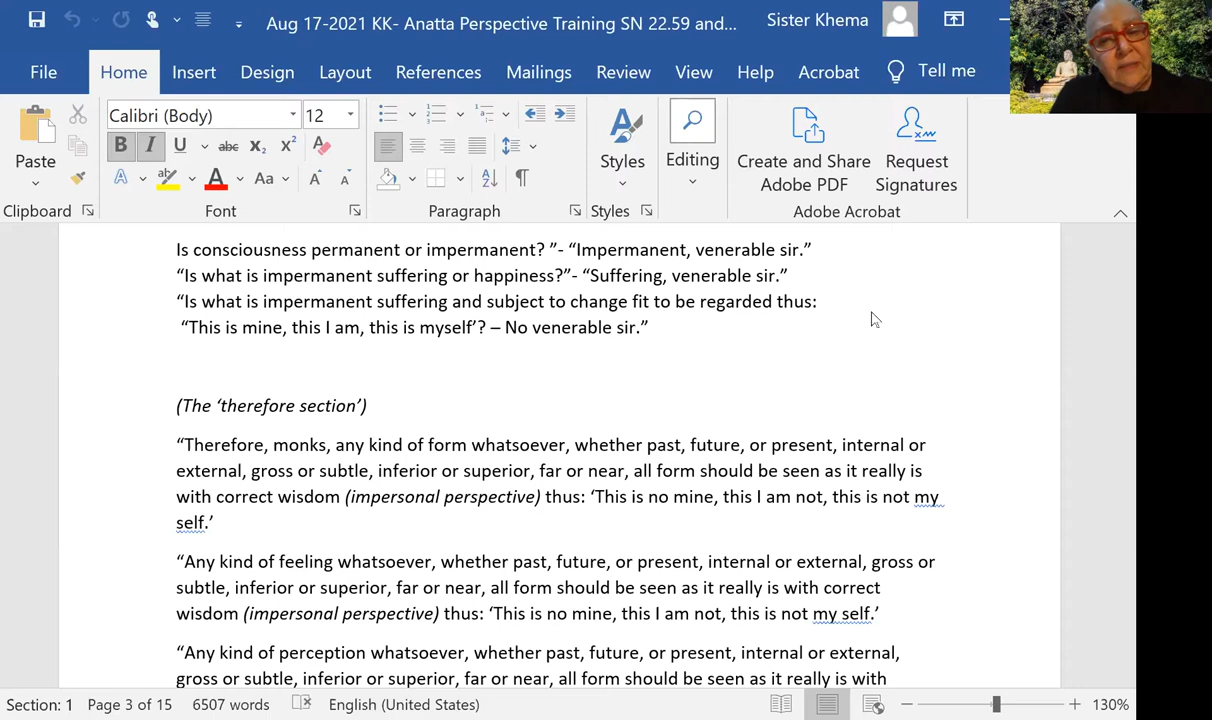 Aug 17-2021 KK- Anatta Perspective Training SN 22.59 and...
Sister Khema
File Home Insert Design Layout References Mailings Review View Help Acrobat Tell me
Calibri (Body) 12
Paste
Styles
Editing
Create and Share Adobe PDF
Request Signatures
Clipboard Font Paragraph Styles Adobe Acrobat
Is consciousness permanent or impermanent? ”- “Impermanent, venerable sir.”
“Is what is impermanent suffering or happiness?”- “Suffering, venerable sir.”
“Is what is impermanent suffering and subject to change fit to be regarded thus:
“This is mine, this I am, this is myself’? – No venerable sir.”
(The ‘therefore section’)
“Therefore, monks, any kind of form whatsoever, whether past, future, or present, internal or
external, gross or subtle, inferior or superior, far or near, all form should be seen as it really is
with correct wisdom (impersonal perspective) thus: ‘This is no mine, this I am not, this is not my
self.’
“Any kind of feeling whatsoever, whether past, future, or present, internal or external, gross or
subtle, inferior or superior, far or near, all form should be seen as it really is with correct
wisdom (impersonal perspective) thus: ‘This is no mine, this I am not, this is not my self.’
“Any kind of perception whatsoever, whether past, future, or present, internal or external,
gross or subtle, inferior or superior, far or near, all form should be seen as it really is with
Section: 1 Page 3 of 15 6507 words English (United States) 130%